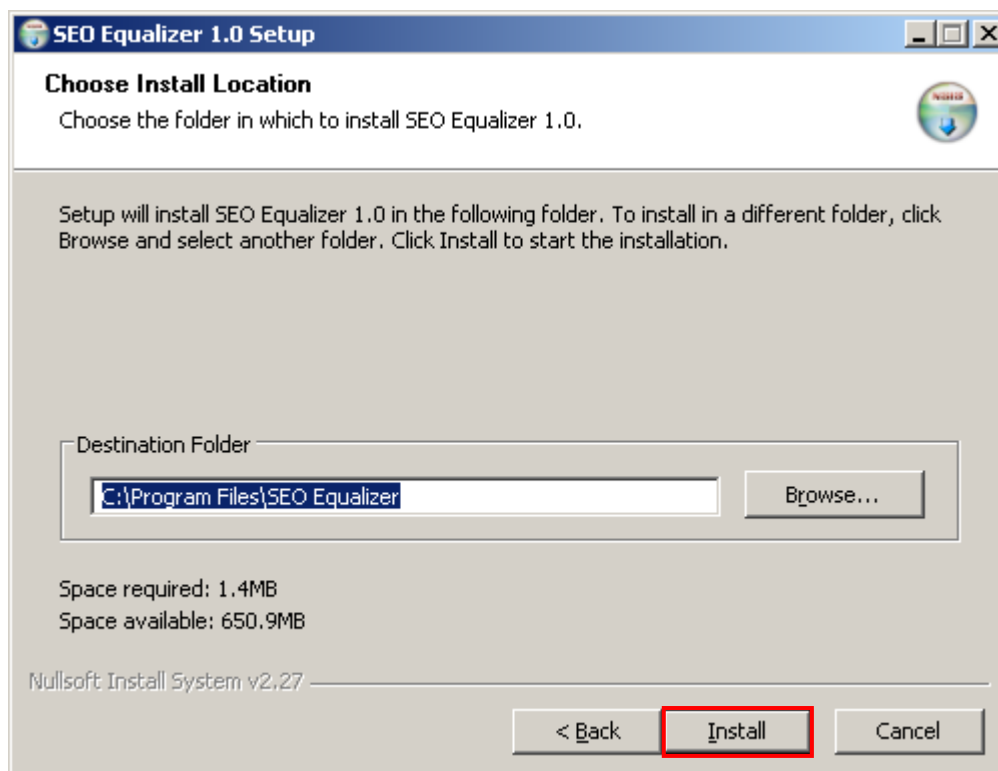 SEO Equalizer 1.0 Setup
Choose Install Location
Choose the folder in which to install SEO Equalizer 1.0.
Setup will install SEO Equalizer 1.0 in the following folder. To install in a different folder, click
Browse and select another folder. Click Install to start the installation.
Destination Folder
C:\Program Files\SEO Equalizer
Browse...
Space required: 1.4MB
Space available: 650.9MB
Nullsoft Install System v2.27
< Back
Install
Cancel